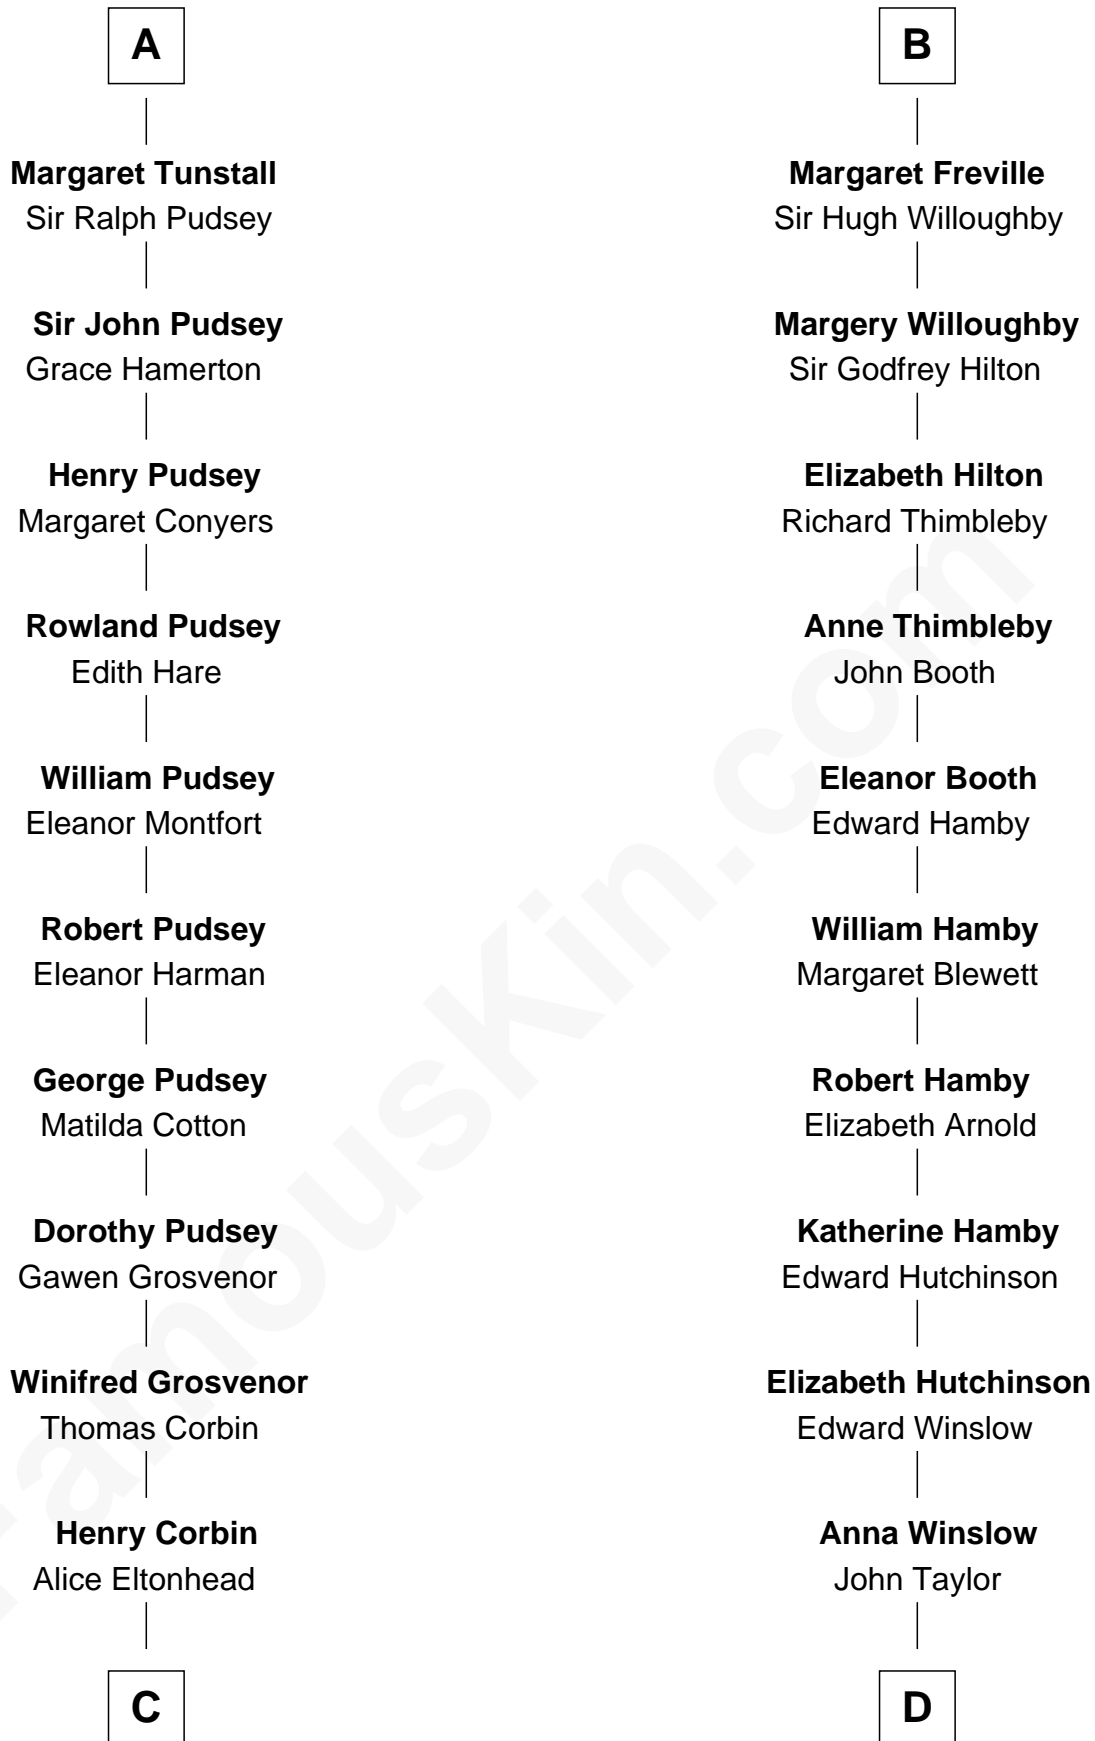 A
Margaret Tunstall
Sir Ralph Pudsey
Sir John Pudsey
Grace Hamerton
Henry Pudsey
Margaret Conyers
Rowland Pudsey
Edith Hare
William Pudsey
Eleanor Montfort
Robert Pudsey
Eleanor Harman
George Pudsey
Matilda Cotton
Dorothy Pudsey
Gawen Grosvenor
Winifred Grosvenor
Thomas Corbin
Henry Corbin
Alice Eltonhead
C
B
Margaret Freville
Sir Hugh Willoughby
Margery Willoughby
Sir Godfrey Hilton
Elizabeth Hilton
Richard Thimbleby
Anne Thimbleby
John Booth
Eleanor Booth
Edward Hamby
William Hamby
Margaret Blewett
Robert Hamby
Elizabeth Arnold
Katherine Hamby
Edward Hutchinson
Elizabeth Hutchinson
Edward Winslow
Anna Winslow
John Taylor
D
FamousKin.com